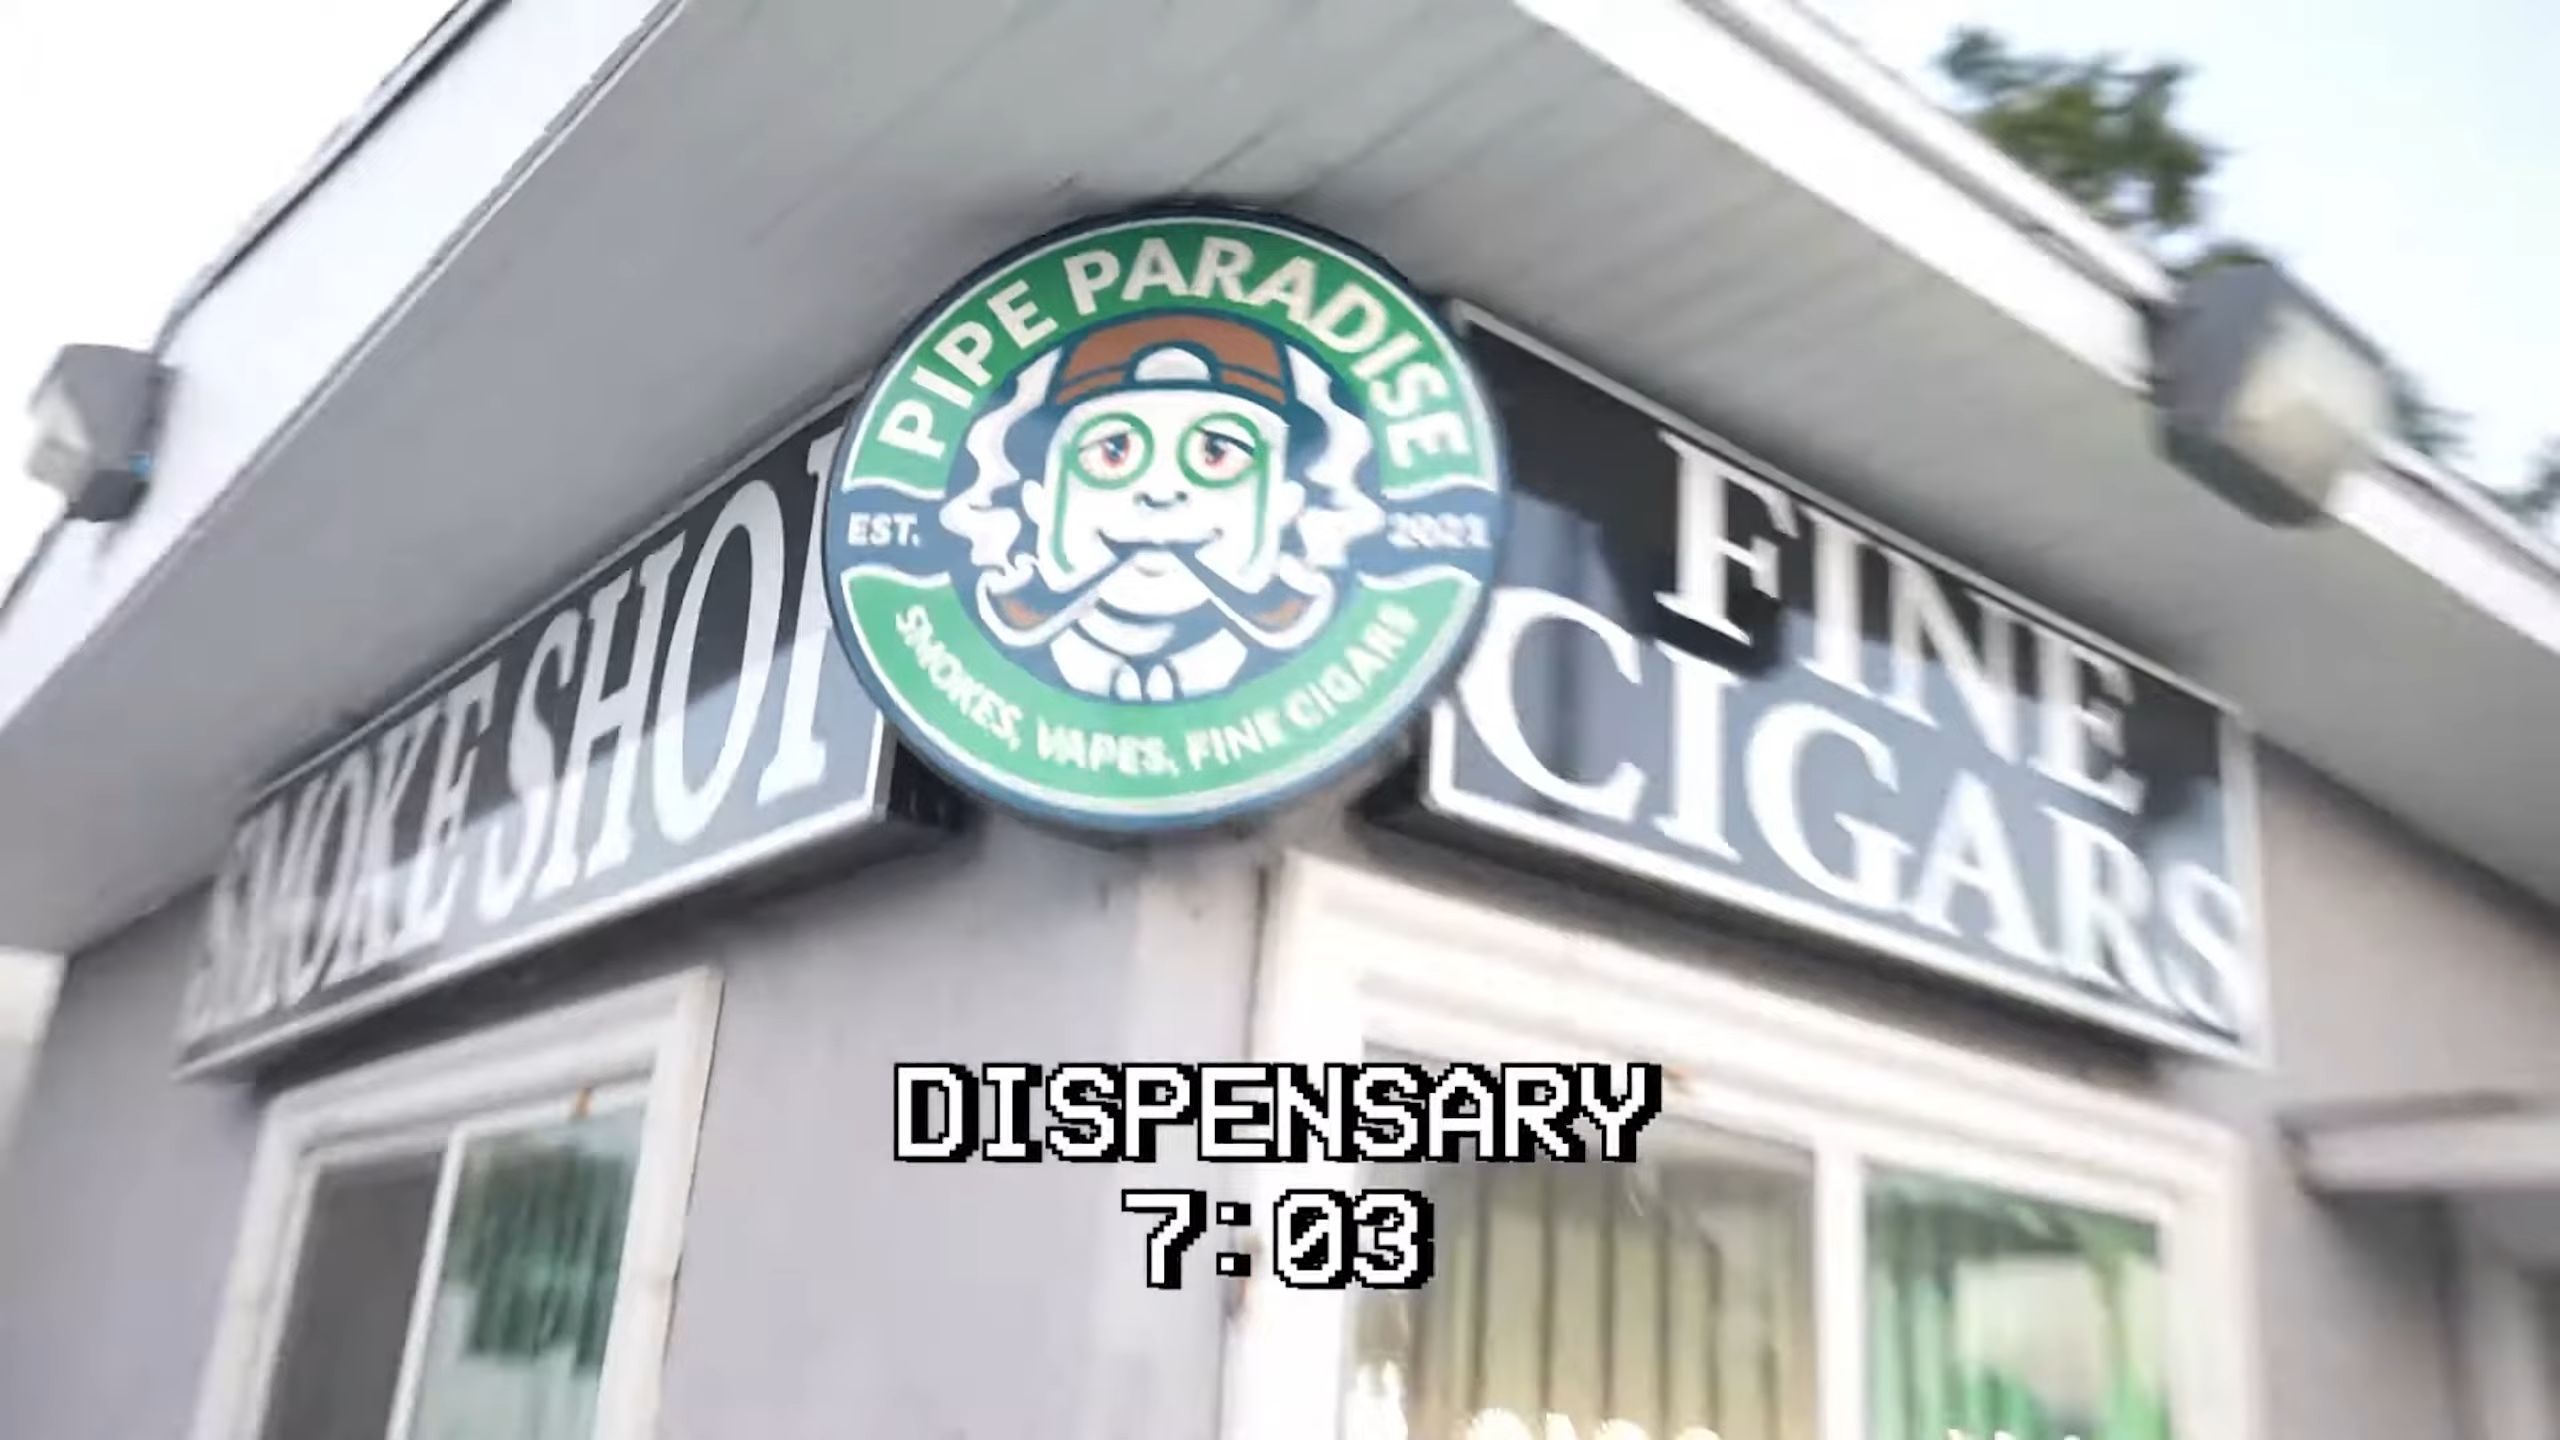 PIPE PARADISE
EST. 2021
SMOKES, VAPES, FINE CIGARS
SMOKE SHOP
FINE
CIGARS
DISPENSARY
7:03